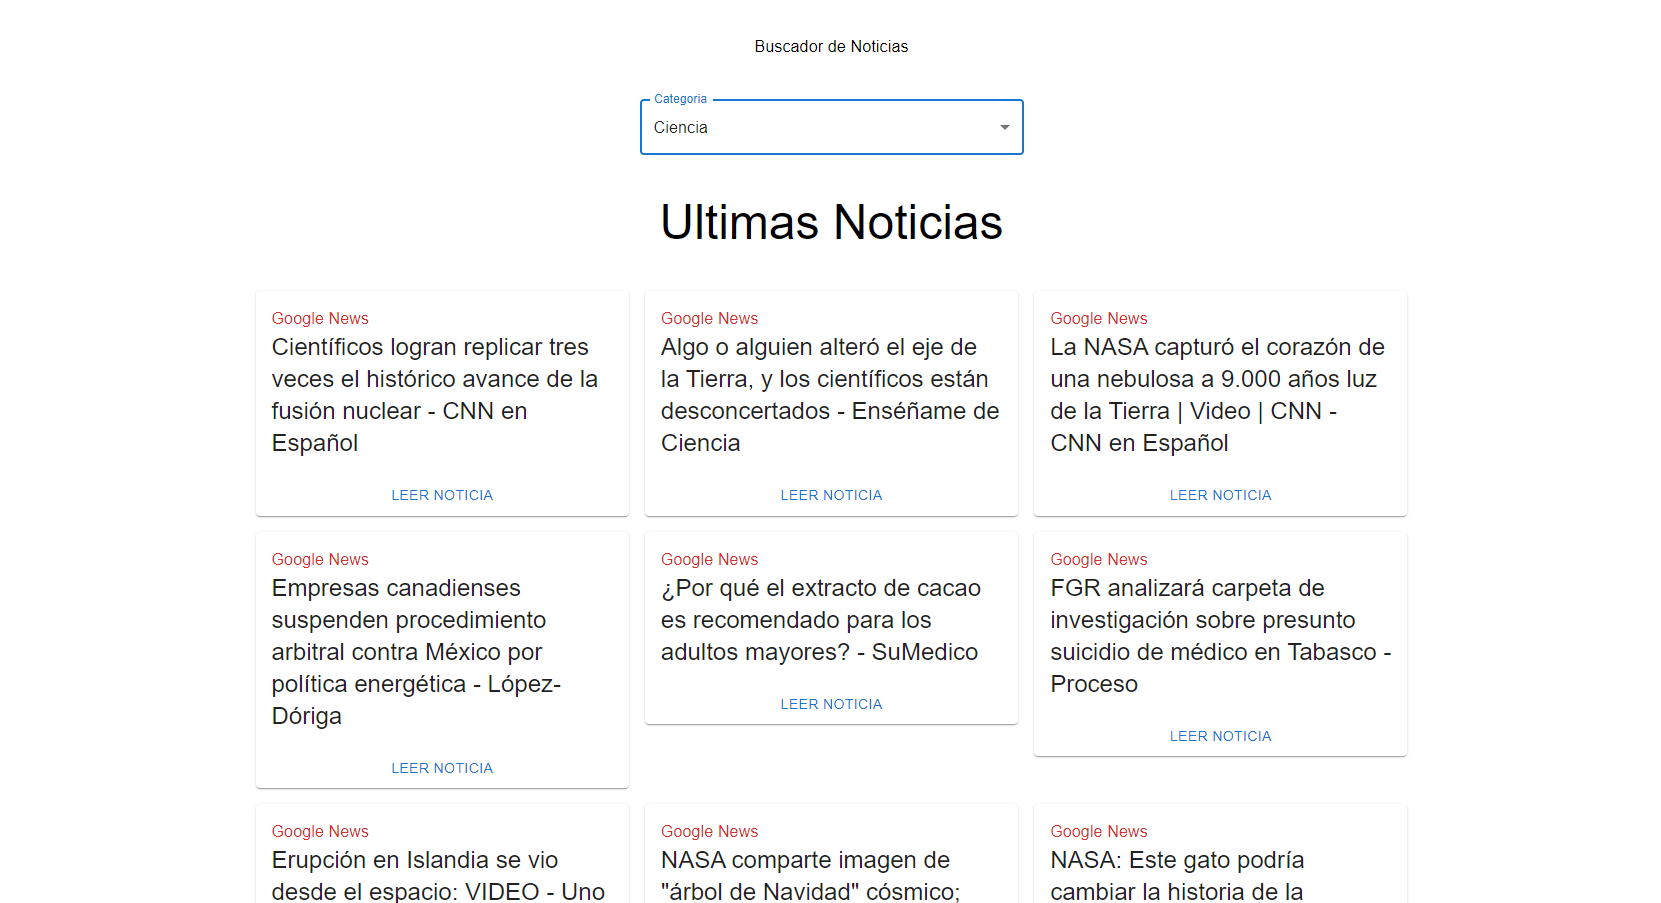 Buscador de Noticias
Categoria
Ciencia
Ultimas Noticias
Google News
Científicos logran replicar tres
veces el histórico avance de la
fusión nuclear - CNN en
Español
LEER NOTICIA
Google News
Algo o alguien alteró el eje de
la Tierra, y los científicos están
desconcertados - Enséñame de
Ciencia
LEER NOTICIA
Google News
La NASA capturó el corazón de
una nebulosa a 9.000 años luz
de la Tierra | Video | CNN -
CNN en Español
LEER NOTICIA
Google News
Empresas canadienses
suspenden procedimiento
arbitral contra México por
política energética - López-
Dóriga
LEER NOTICIA
Google News
¿Por qué el extracto de cacao
es recomendado para los
adultos mayores? - SuMedico
LEER NOTICIA
Google News
FGR analizará carpeta de
investigación sobre presunto
suicidio de médico en Tabasco -
Proceso
LEER NOTICIA
Google News
Erupción en Islandia se vio
desde el espacio: VIDEO - Uno
Google News
NASA comparte imagen de
"árbol de Navidad" cósmico;
Google News
NASA: Este gato podría
cambiar la historia de la